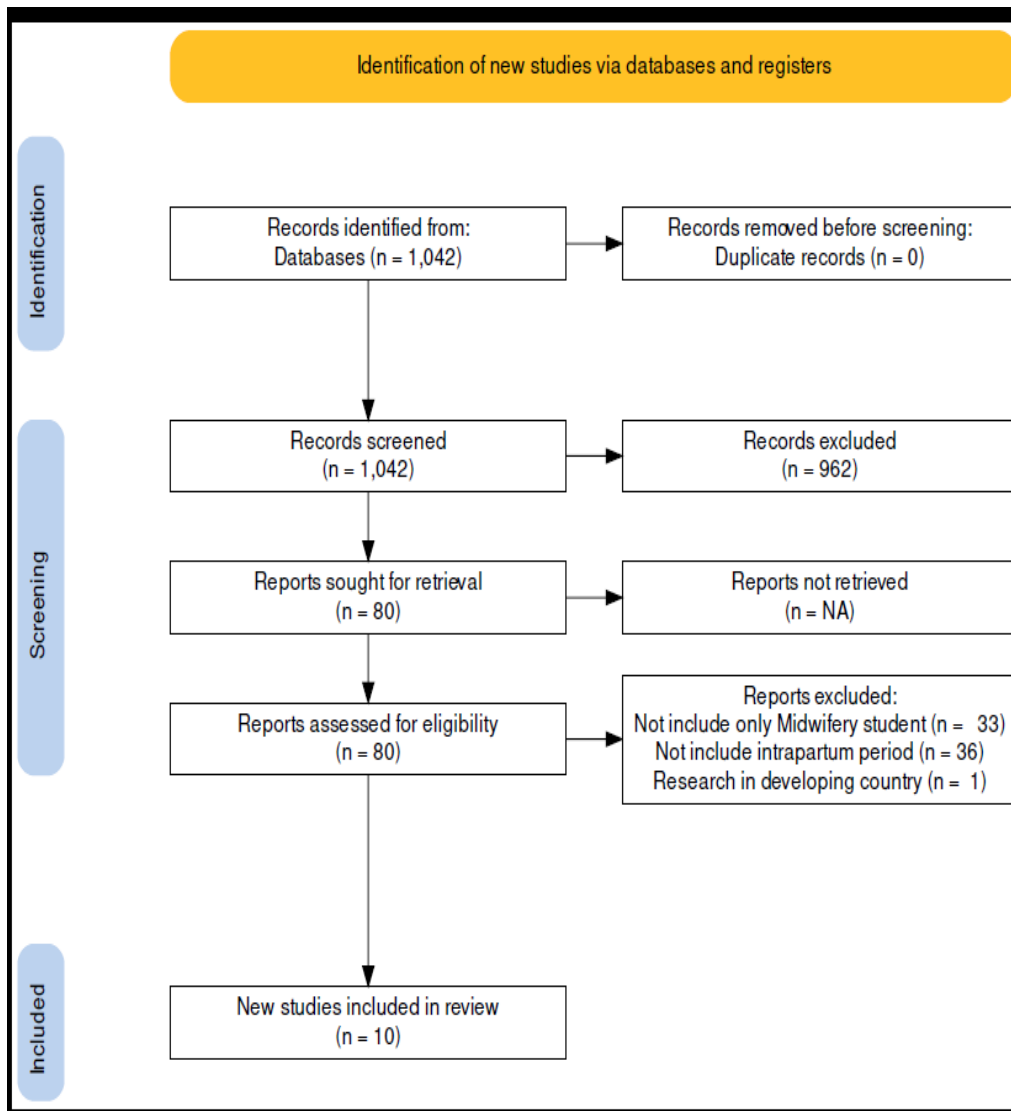 Identification of new studies via databases and registers
Identification
Records identified from:
Databases (n = 1,042)
Records removed before screening:
Duplicate records (n = 0)
Screening
Records screened
(n = 1,042)
Records excluded
(n = 962)
Reports sought for retrieval
(n = 80)
Reports not retrieved
(n = NA)
Reports assessed for eligibility
(n = 80)
Reports excluded:
Not include only Midwifery student (n = 33)
Not include intrapartum period (n = 36)
Research in developing country (n = 1)
Included
New studies included in review
(n = 10)